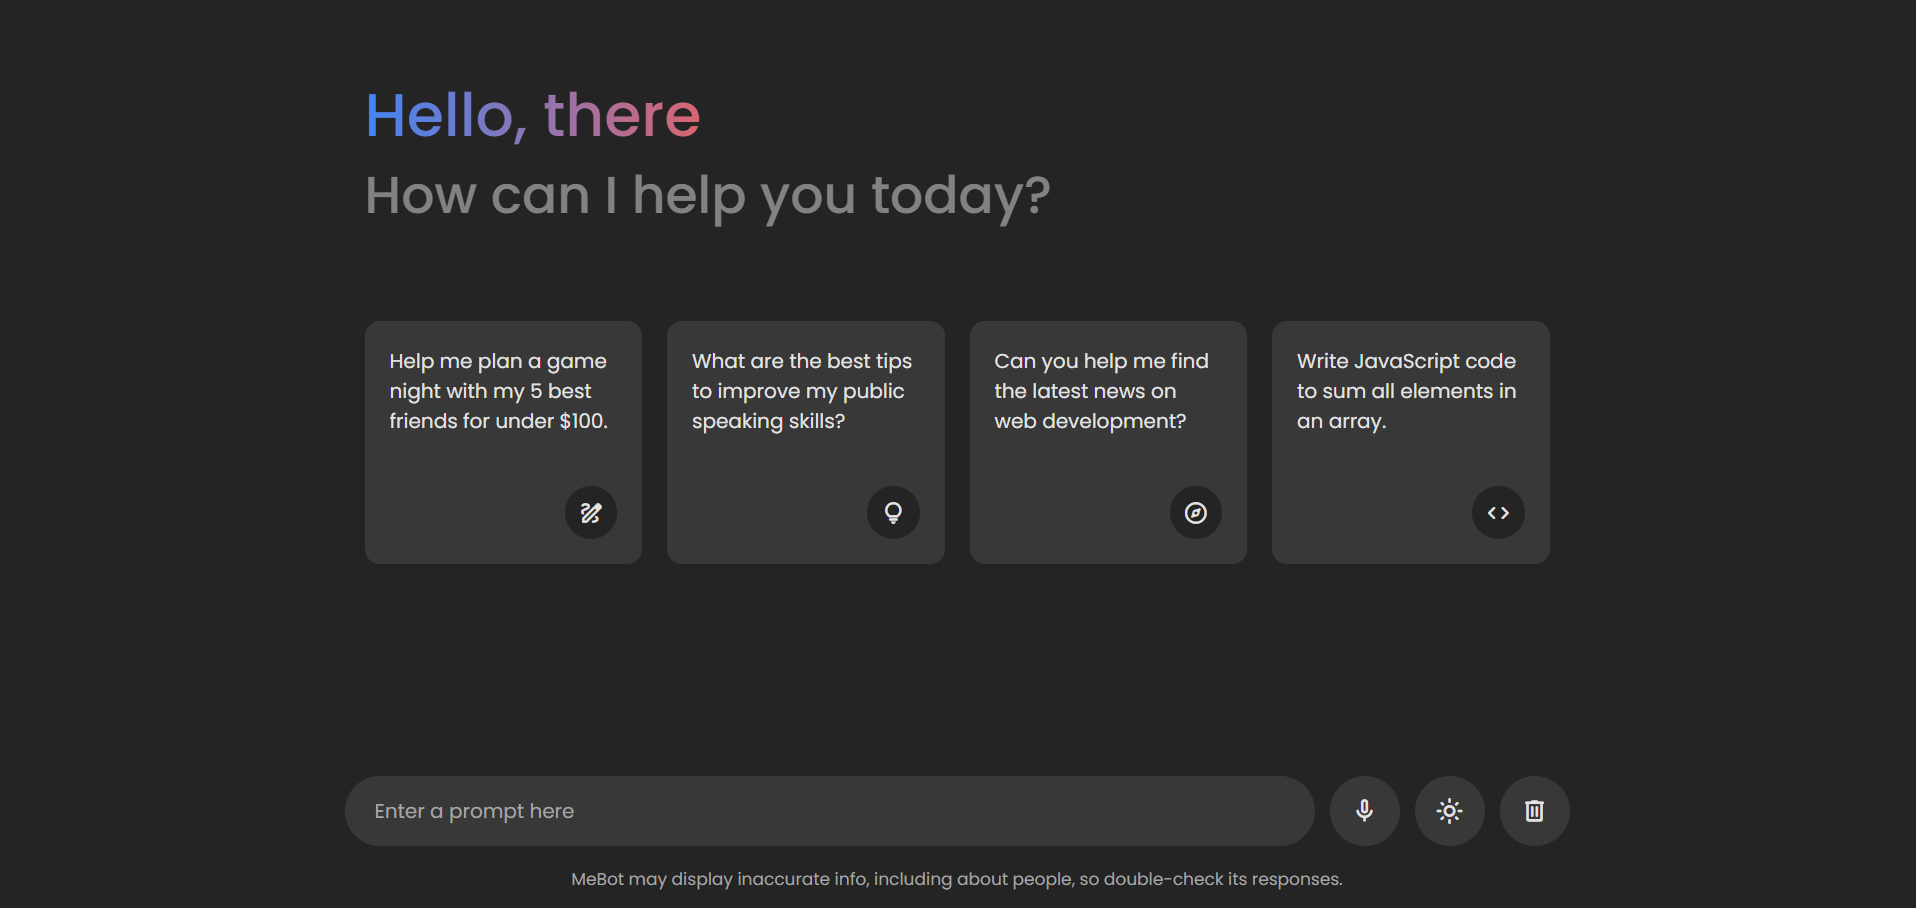 Hello, there
How can I help you today?
Help me plan a game
night with my 5 best
friends for under $100.
What are the best tips
to improve my public
speaking skills?
Can you help me find
the latest news on
web development?
Write JavaScript code
to sum all elements in
an array.
Enter a prompt here
MeBot may display inaccurate info, including about people, so double-check its responses.